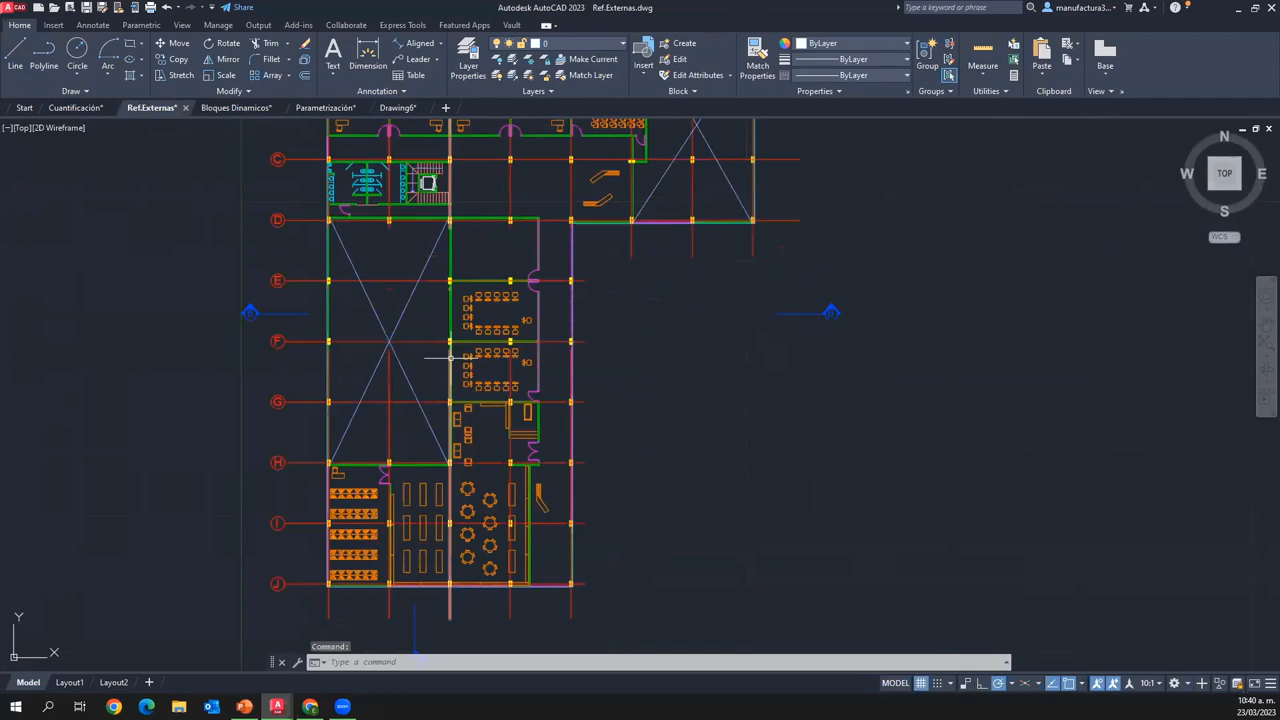 Share
Autodesk AutoCAD 2023 Ref.Externas.dwg
Type a keyword or phrase
manufactura3...
Home Insert Annotate Parametric View Manage Output Add-ins Collaborate Express Tools Featured Apps Vault
Line Polyline Circle Arc
Move Rotate Trim
Copy Mirror Fillet
Stretch Scale Array
Text Dimension
Aligned
Leader
Table
Layer Properties
0
Make Current
Match Layer
Insert
Create
Edit
Edit Attributes
Match Properties
ByLayer
ByLayer
ByLayer
Group
Measure
Paste
Base
Draw Modify Annotation Layers Block Properties Groups Utilities Clipboard View
Start Cuantificación* Ref.Externas* Bloques Dinamicos* Parametrización* Drawing6*
[−][Top][2D Wireframe]
N
W TOP E
S
WCS
C
D
E
F
G
H
I
J
Y
X
Command:
Type a command
Model Layout1 Layout2
MODEL
10:1
10:40 a. m.
23/03/2023